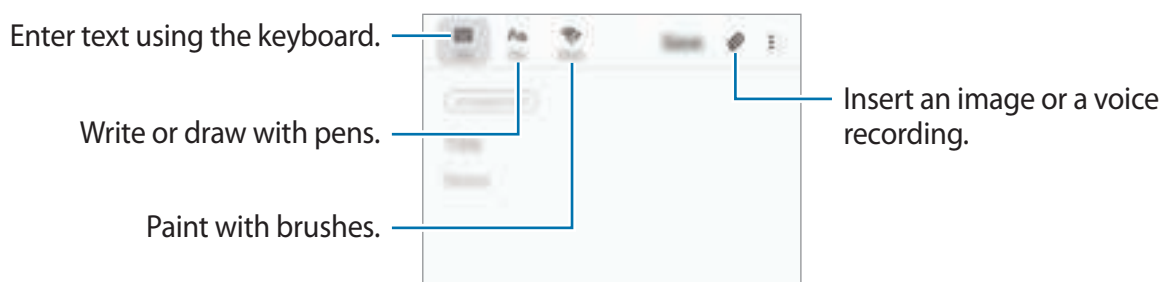 Enter text using the keyboard.
Write or draw with pens.
Paint with brushes.
Insert an image or a voice
recording.